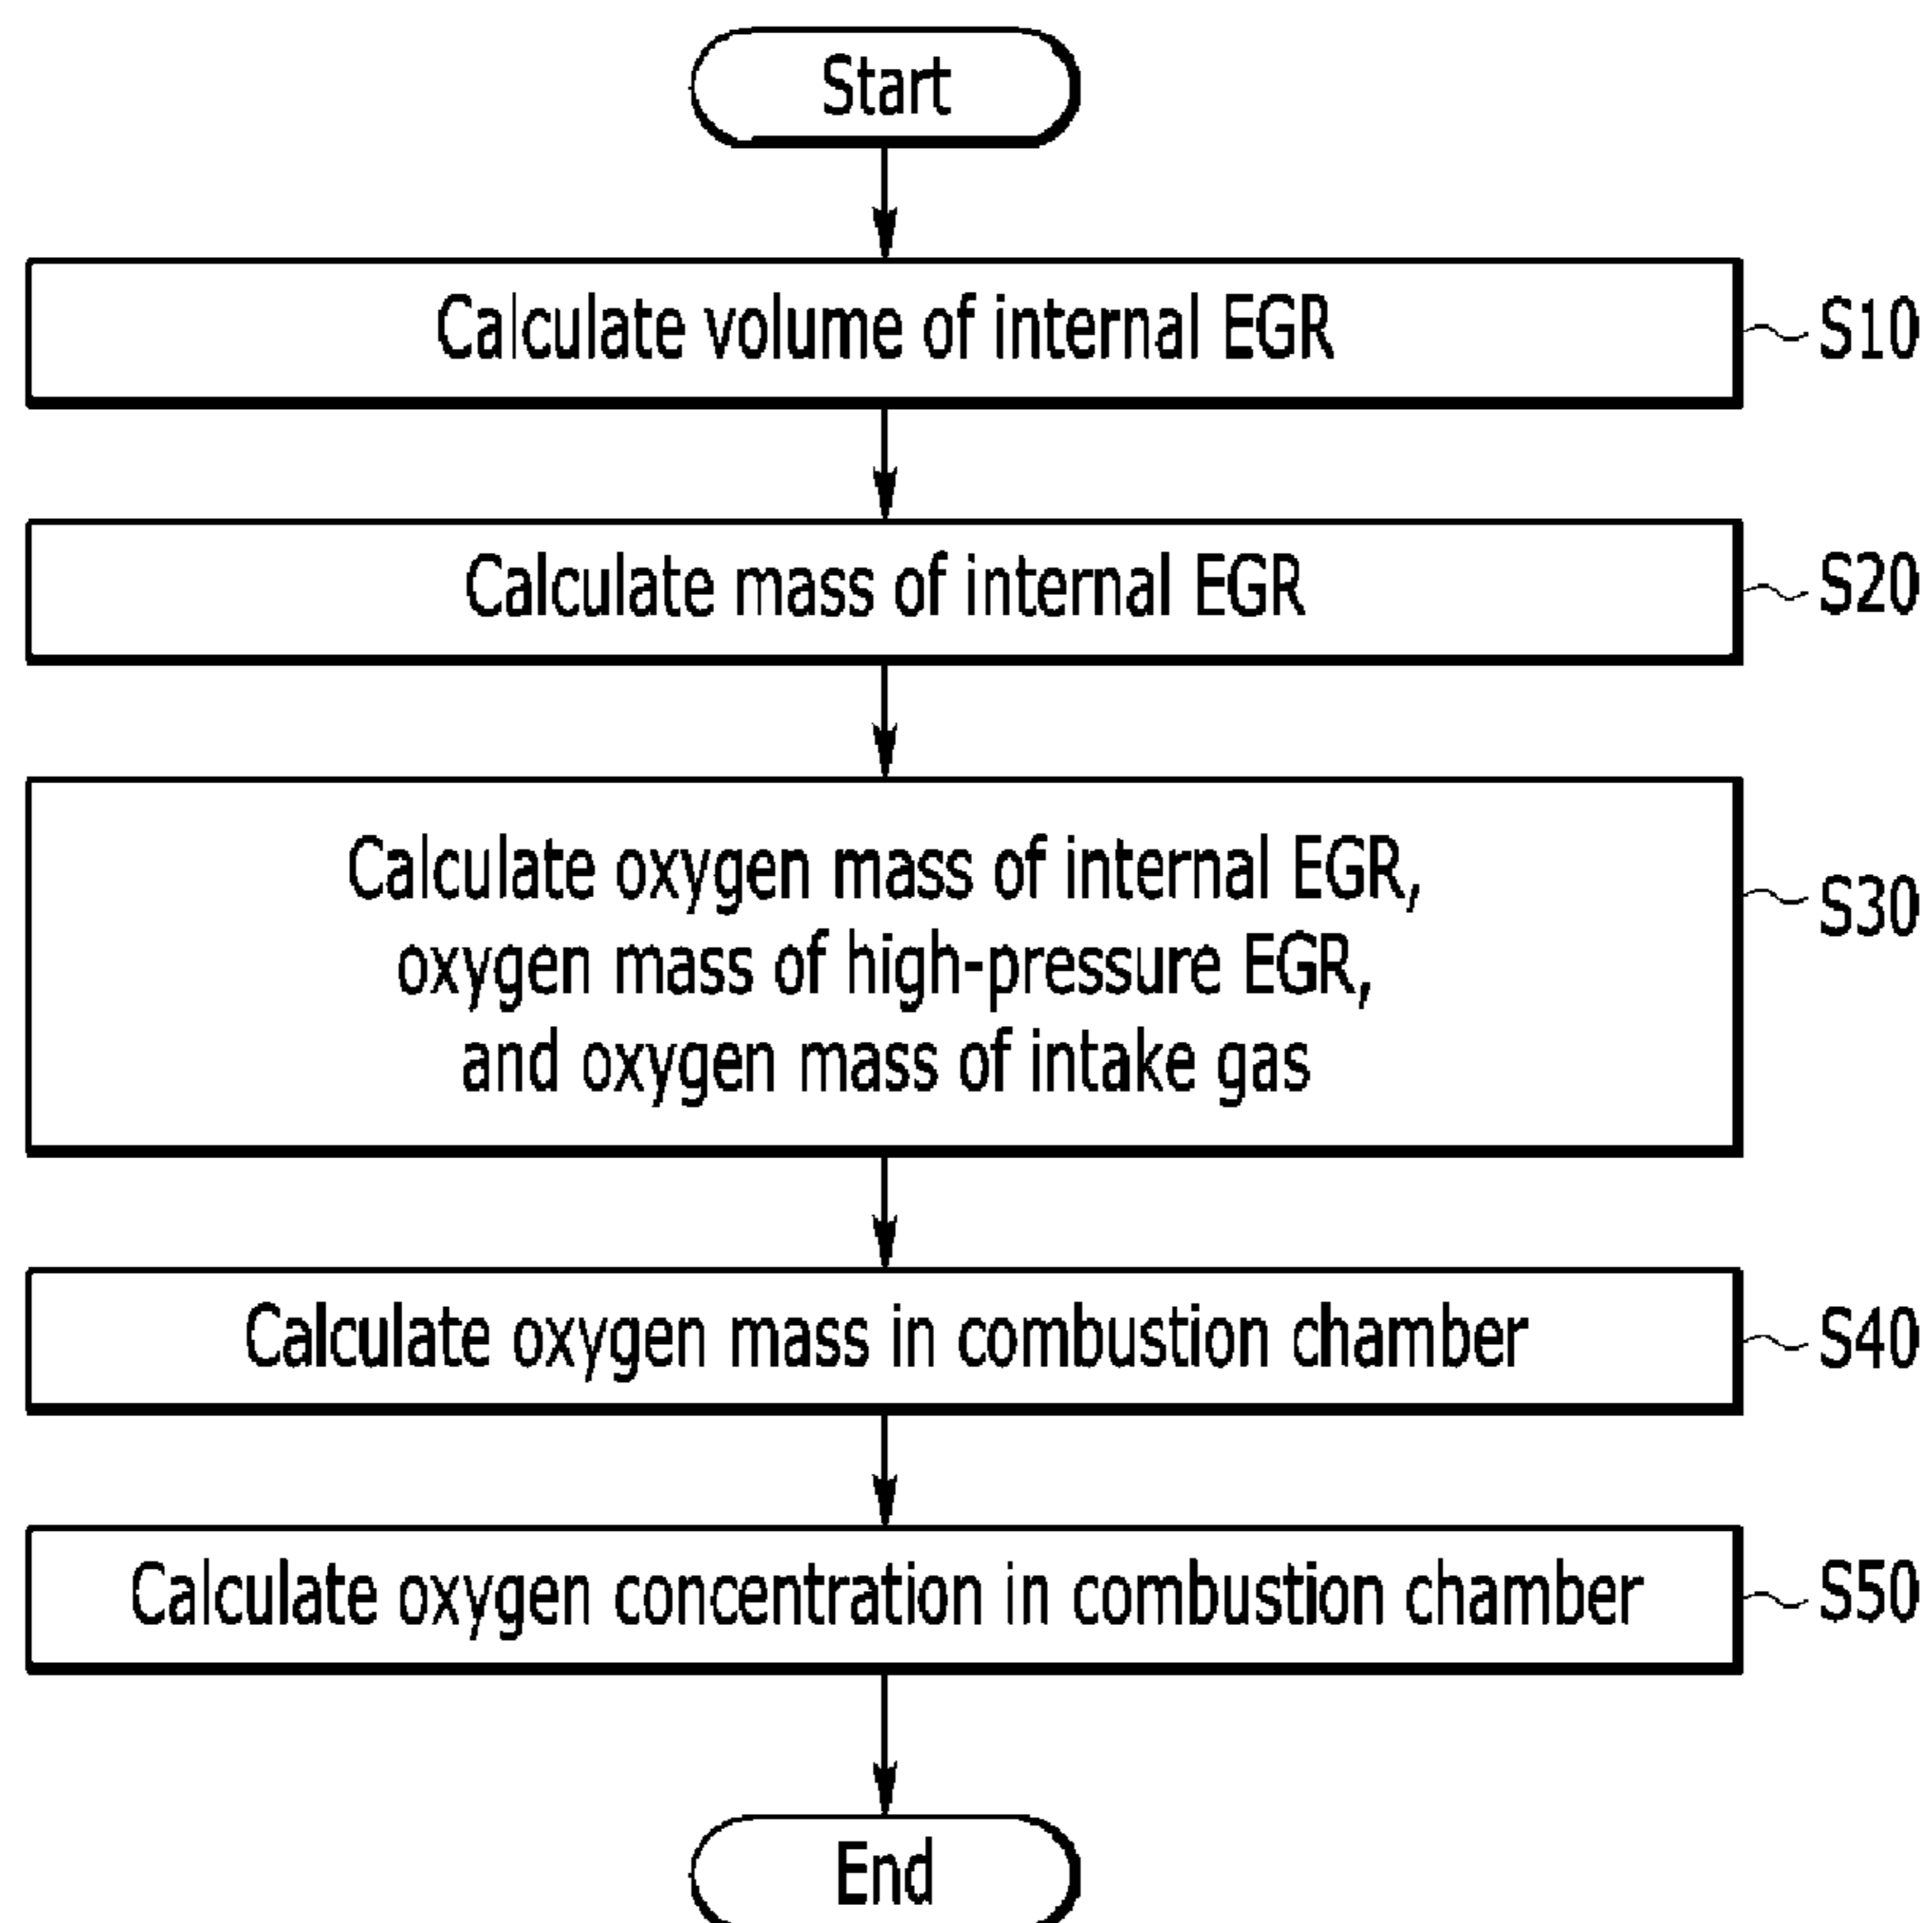 Start
Calculate volume of internal EGR
S10
Calculate mass of internal EGR
S20
Calculate oxygen mass of internal EGR,
oxygen mass of high-pressure EGR,
and oxygen mass of intake gas
S30
Calculate oxygen mass in combustion chamber
S40
Calculate oxygen concentration in combustion chamber
S50
End